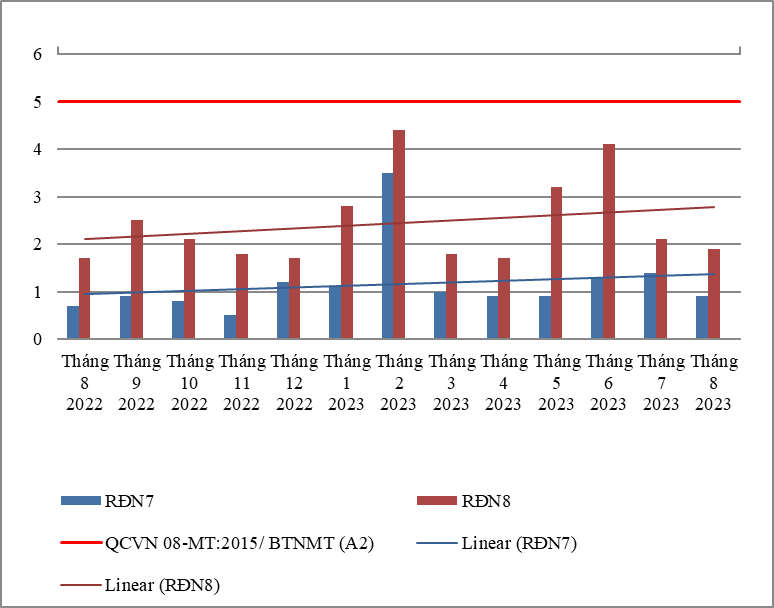 6
5
4
3
2
1
0
Tháng Tháng Tháng Tháng Tháng Tháng Tháng Tháng Tháng Tháng Tháng Tháng Tháng
8 9 10 11 12 1 2 3 4 5 6 7 8
2022 2022 2022 2022 2022 2023 2023 2023 2023 2023 2023 2023 2023
RĐN7 RĐN8
QCVN 08-MT:2015/ BTNMT (A2) Linear (RĐN7)
Linear (RĐN8)